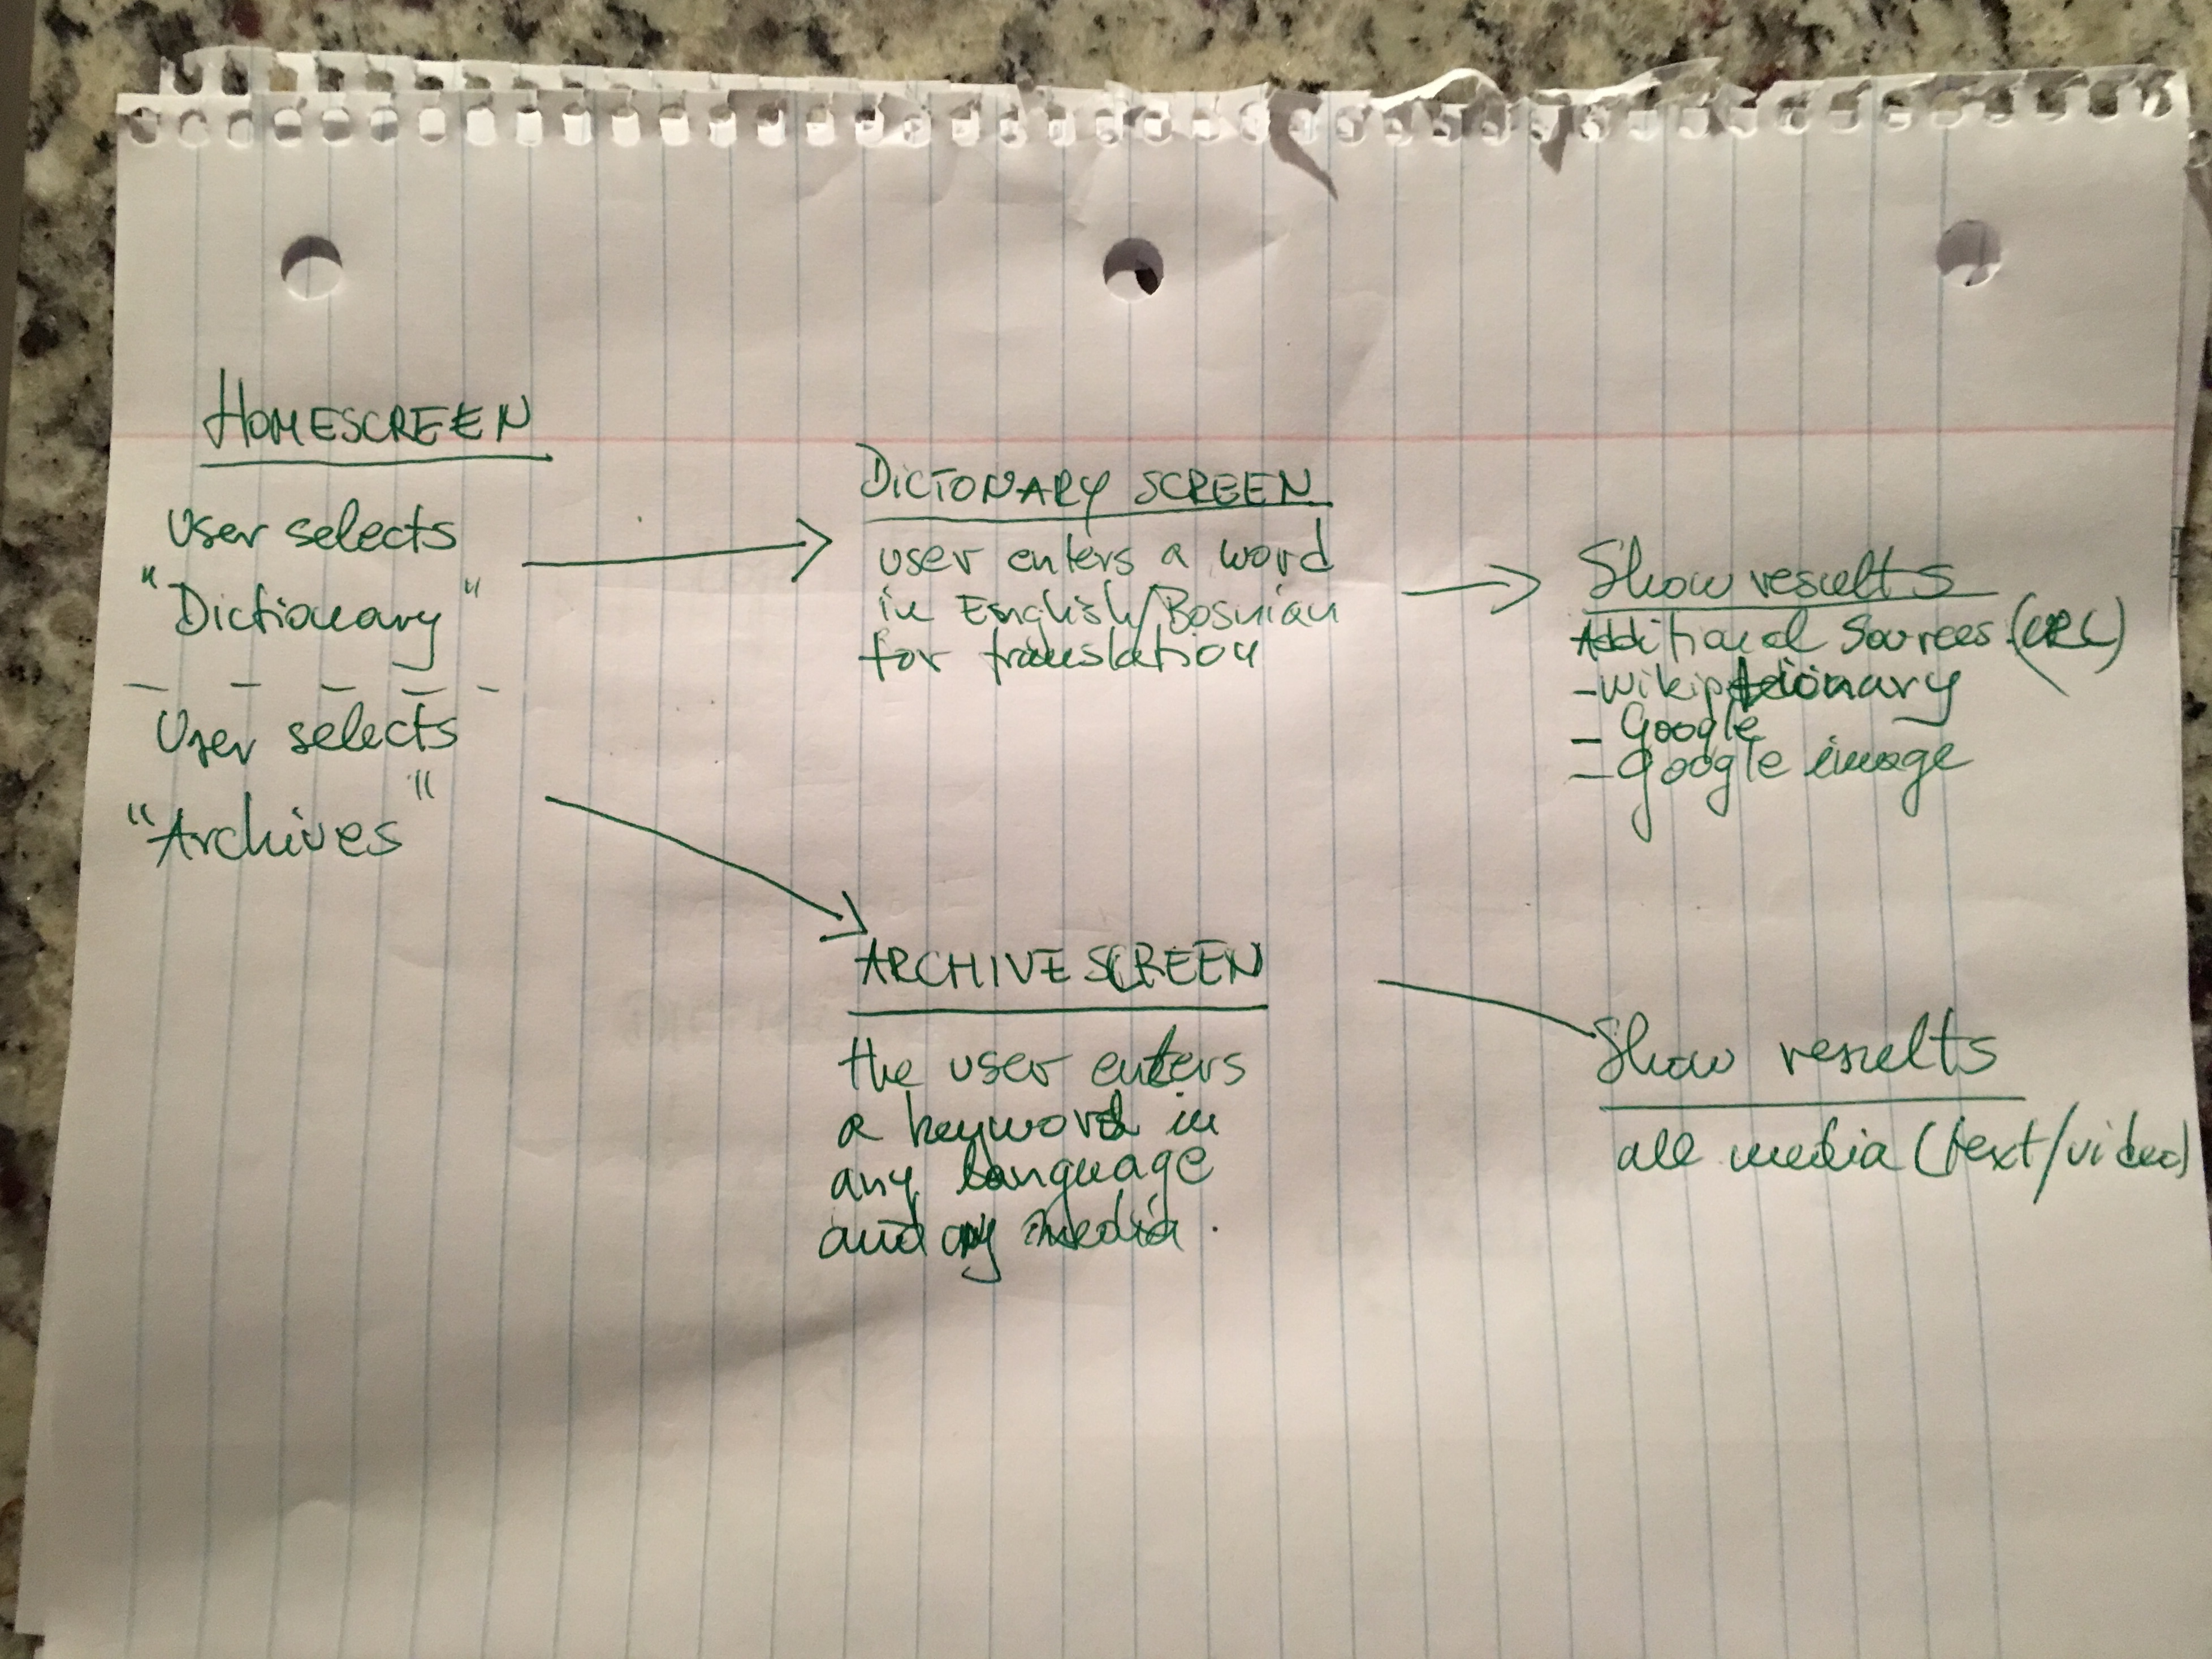 HOMESCREEN
User selects
"Dictionary"
User selects
"Archives"
DICTONARY SCREEN
user enters a word
in English/Bosnian
for translation
Show results
Additional Sources (URL)
- Google
- Google image
ARCHIVE SCREEN
the user enters
a keyword in
any language
and any media.
Show results
all media (text/video)